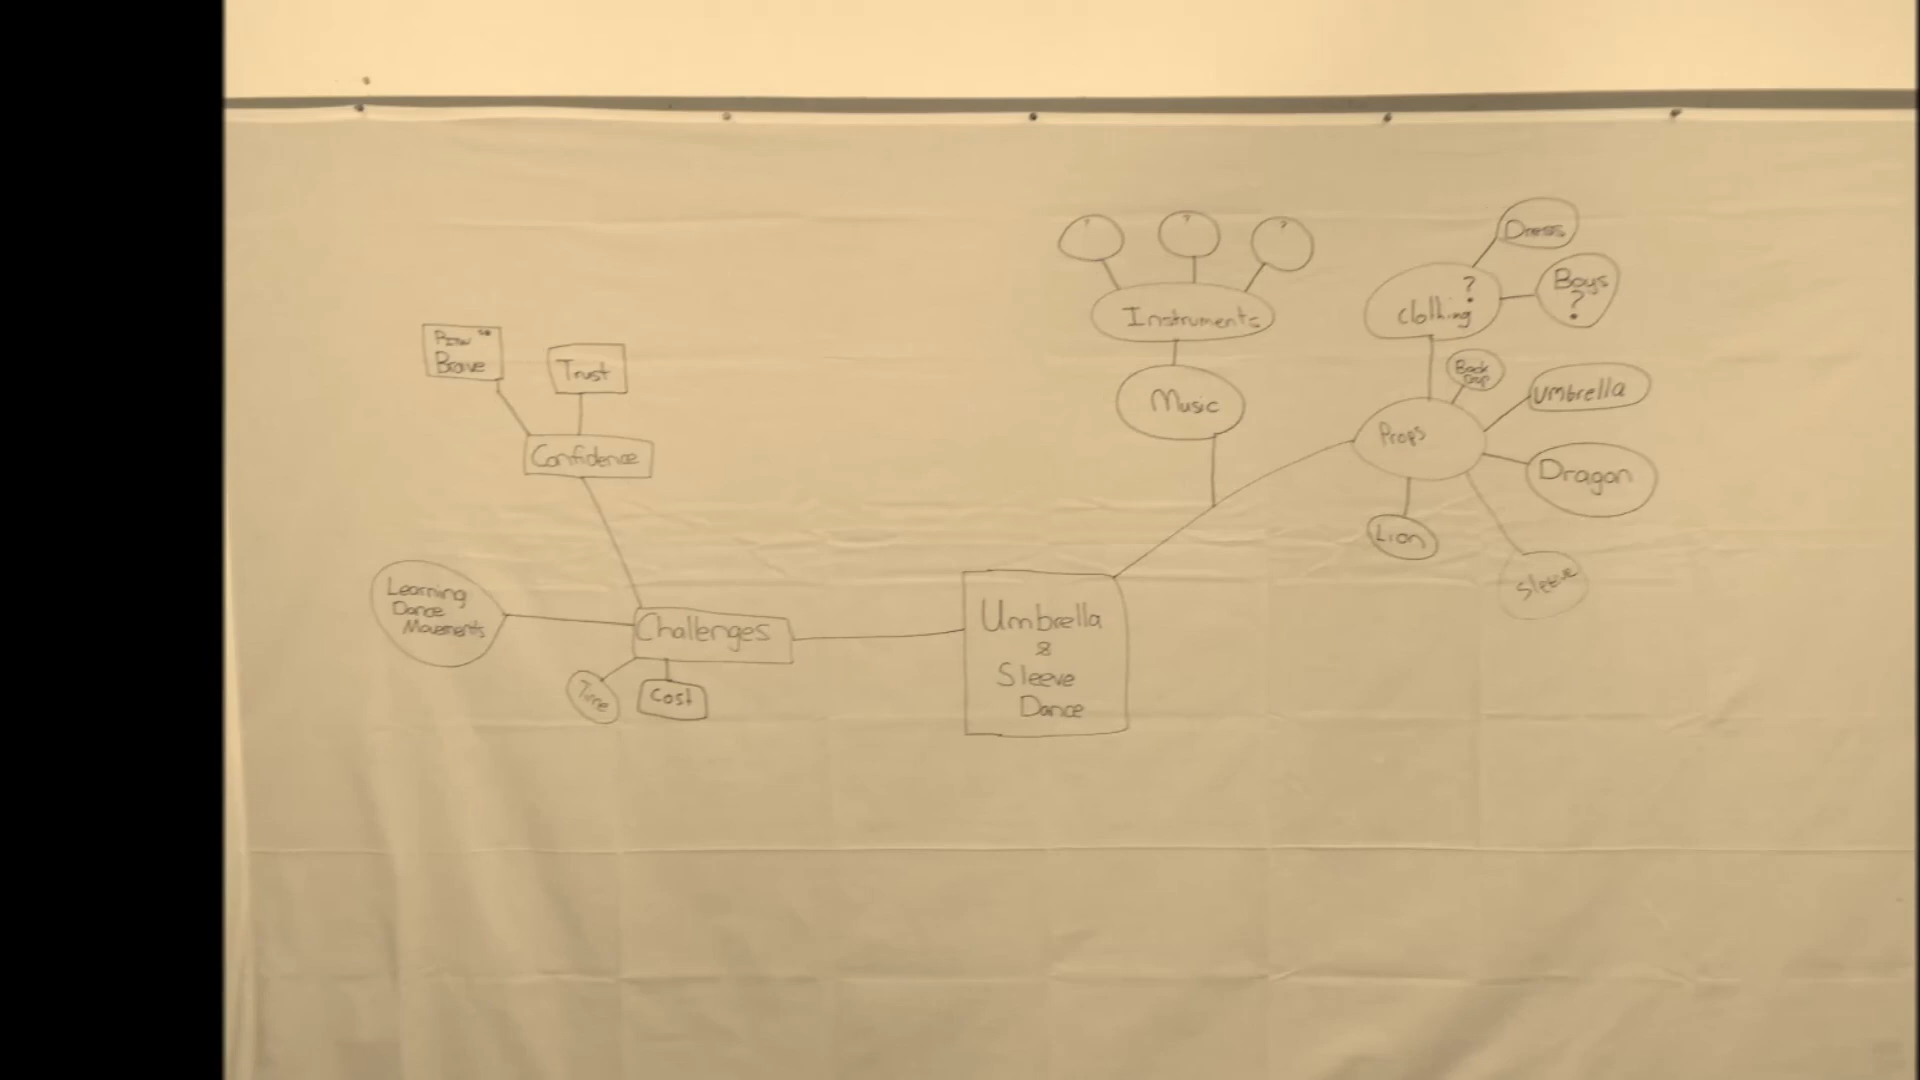 ?
?
?
Dress
Instruments
?
Clothing
Boys
?
Brave
Trust
Music
Back
Drop
Umbrella
Confidence
Props
Dragon
Lion
Sleeve
Learning
Dance
Movements
Challenges
Time
Cost
Umbrella
&
Sleeve
Dance